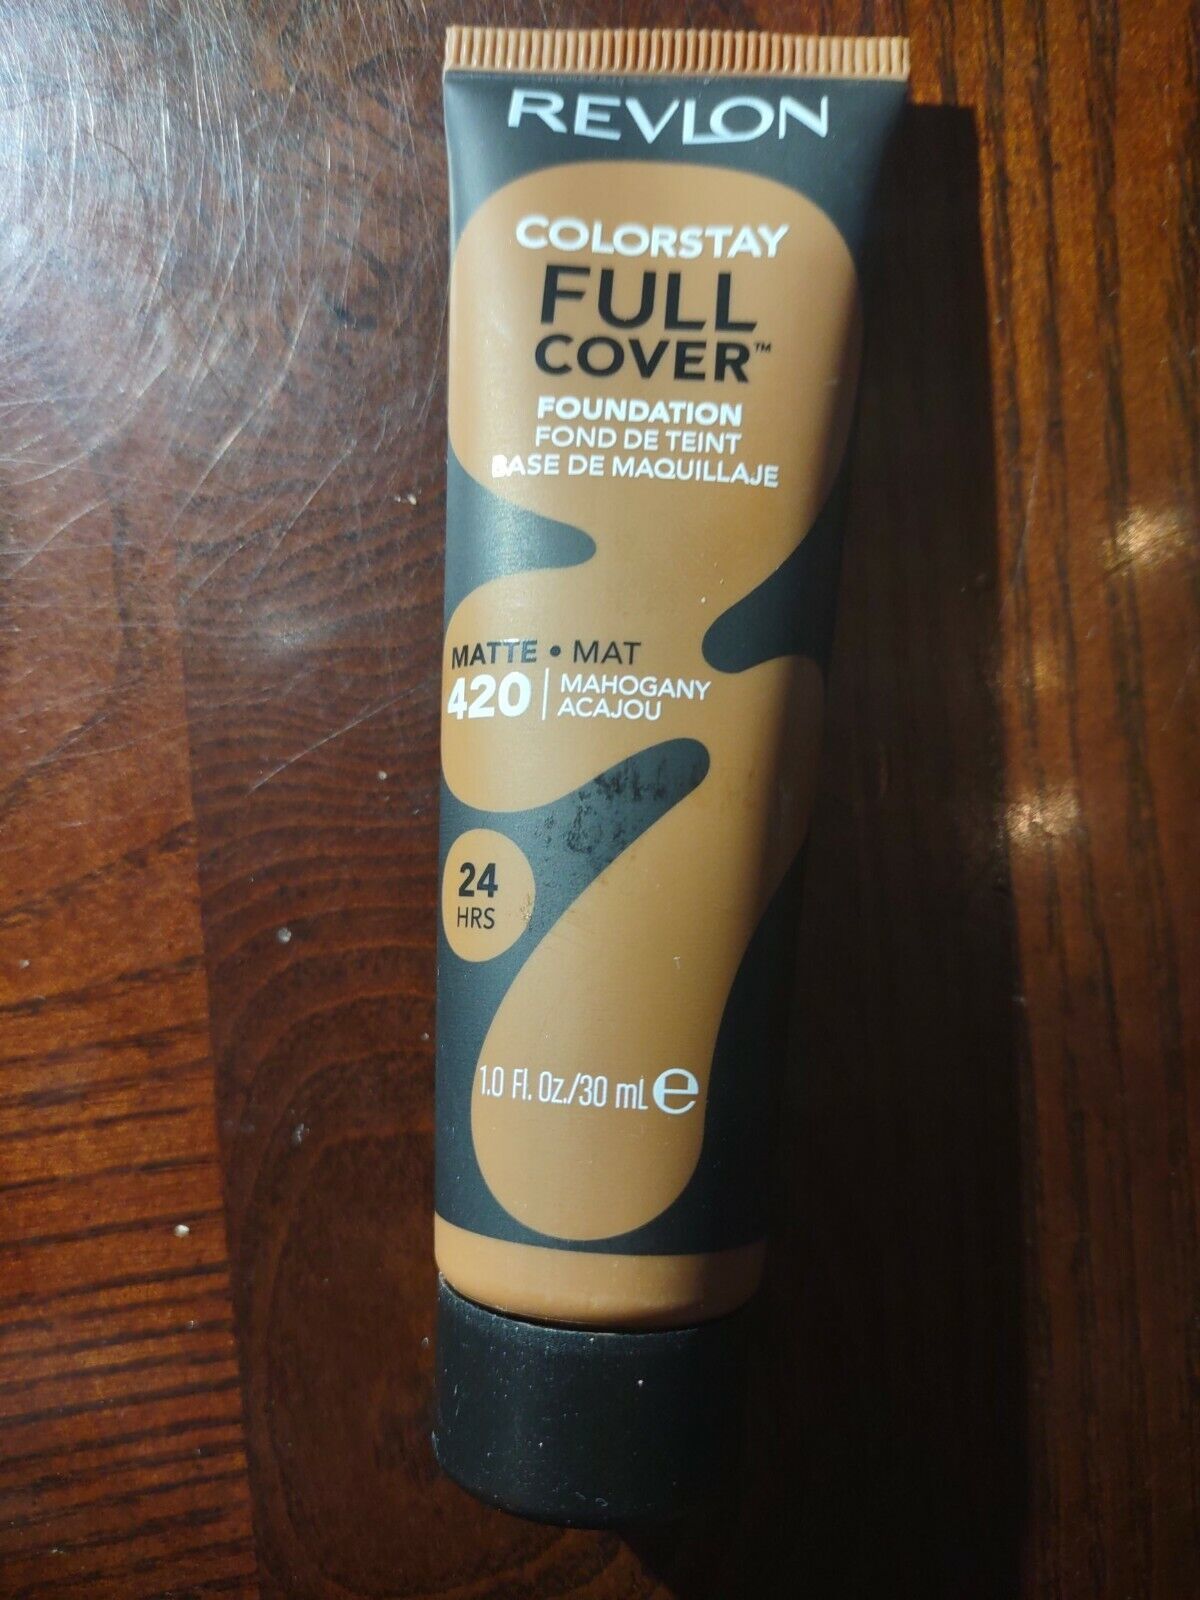 REVLON
COLORSTAY
FULL
COVER™
FOUNDATION
FOND DE TEINT
BASE DE MAQUILLAJE
MATTE • MAT
420 | MAHOGANY
ACAJOU
24
HRS
1.0 Fl. Oz./30 mL ℮